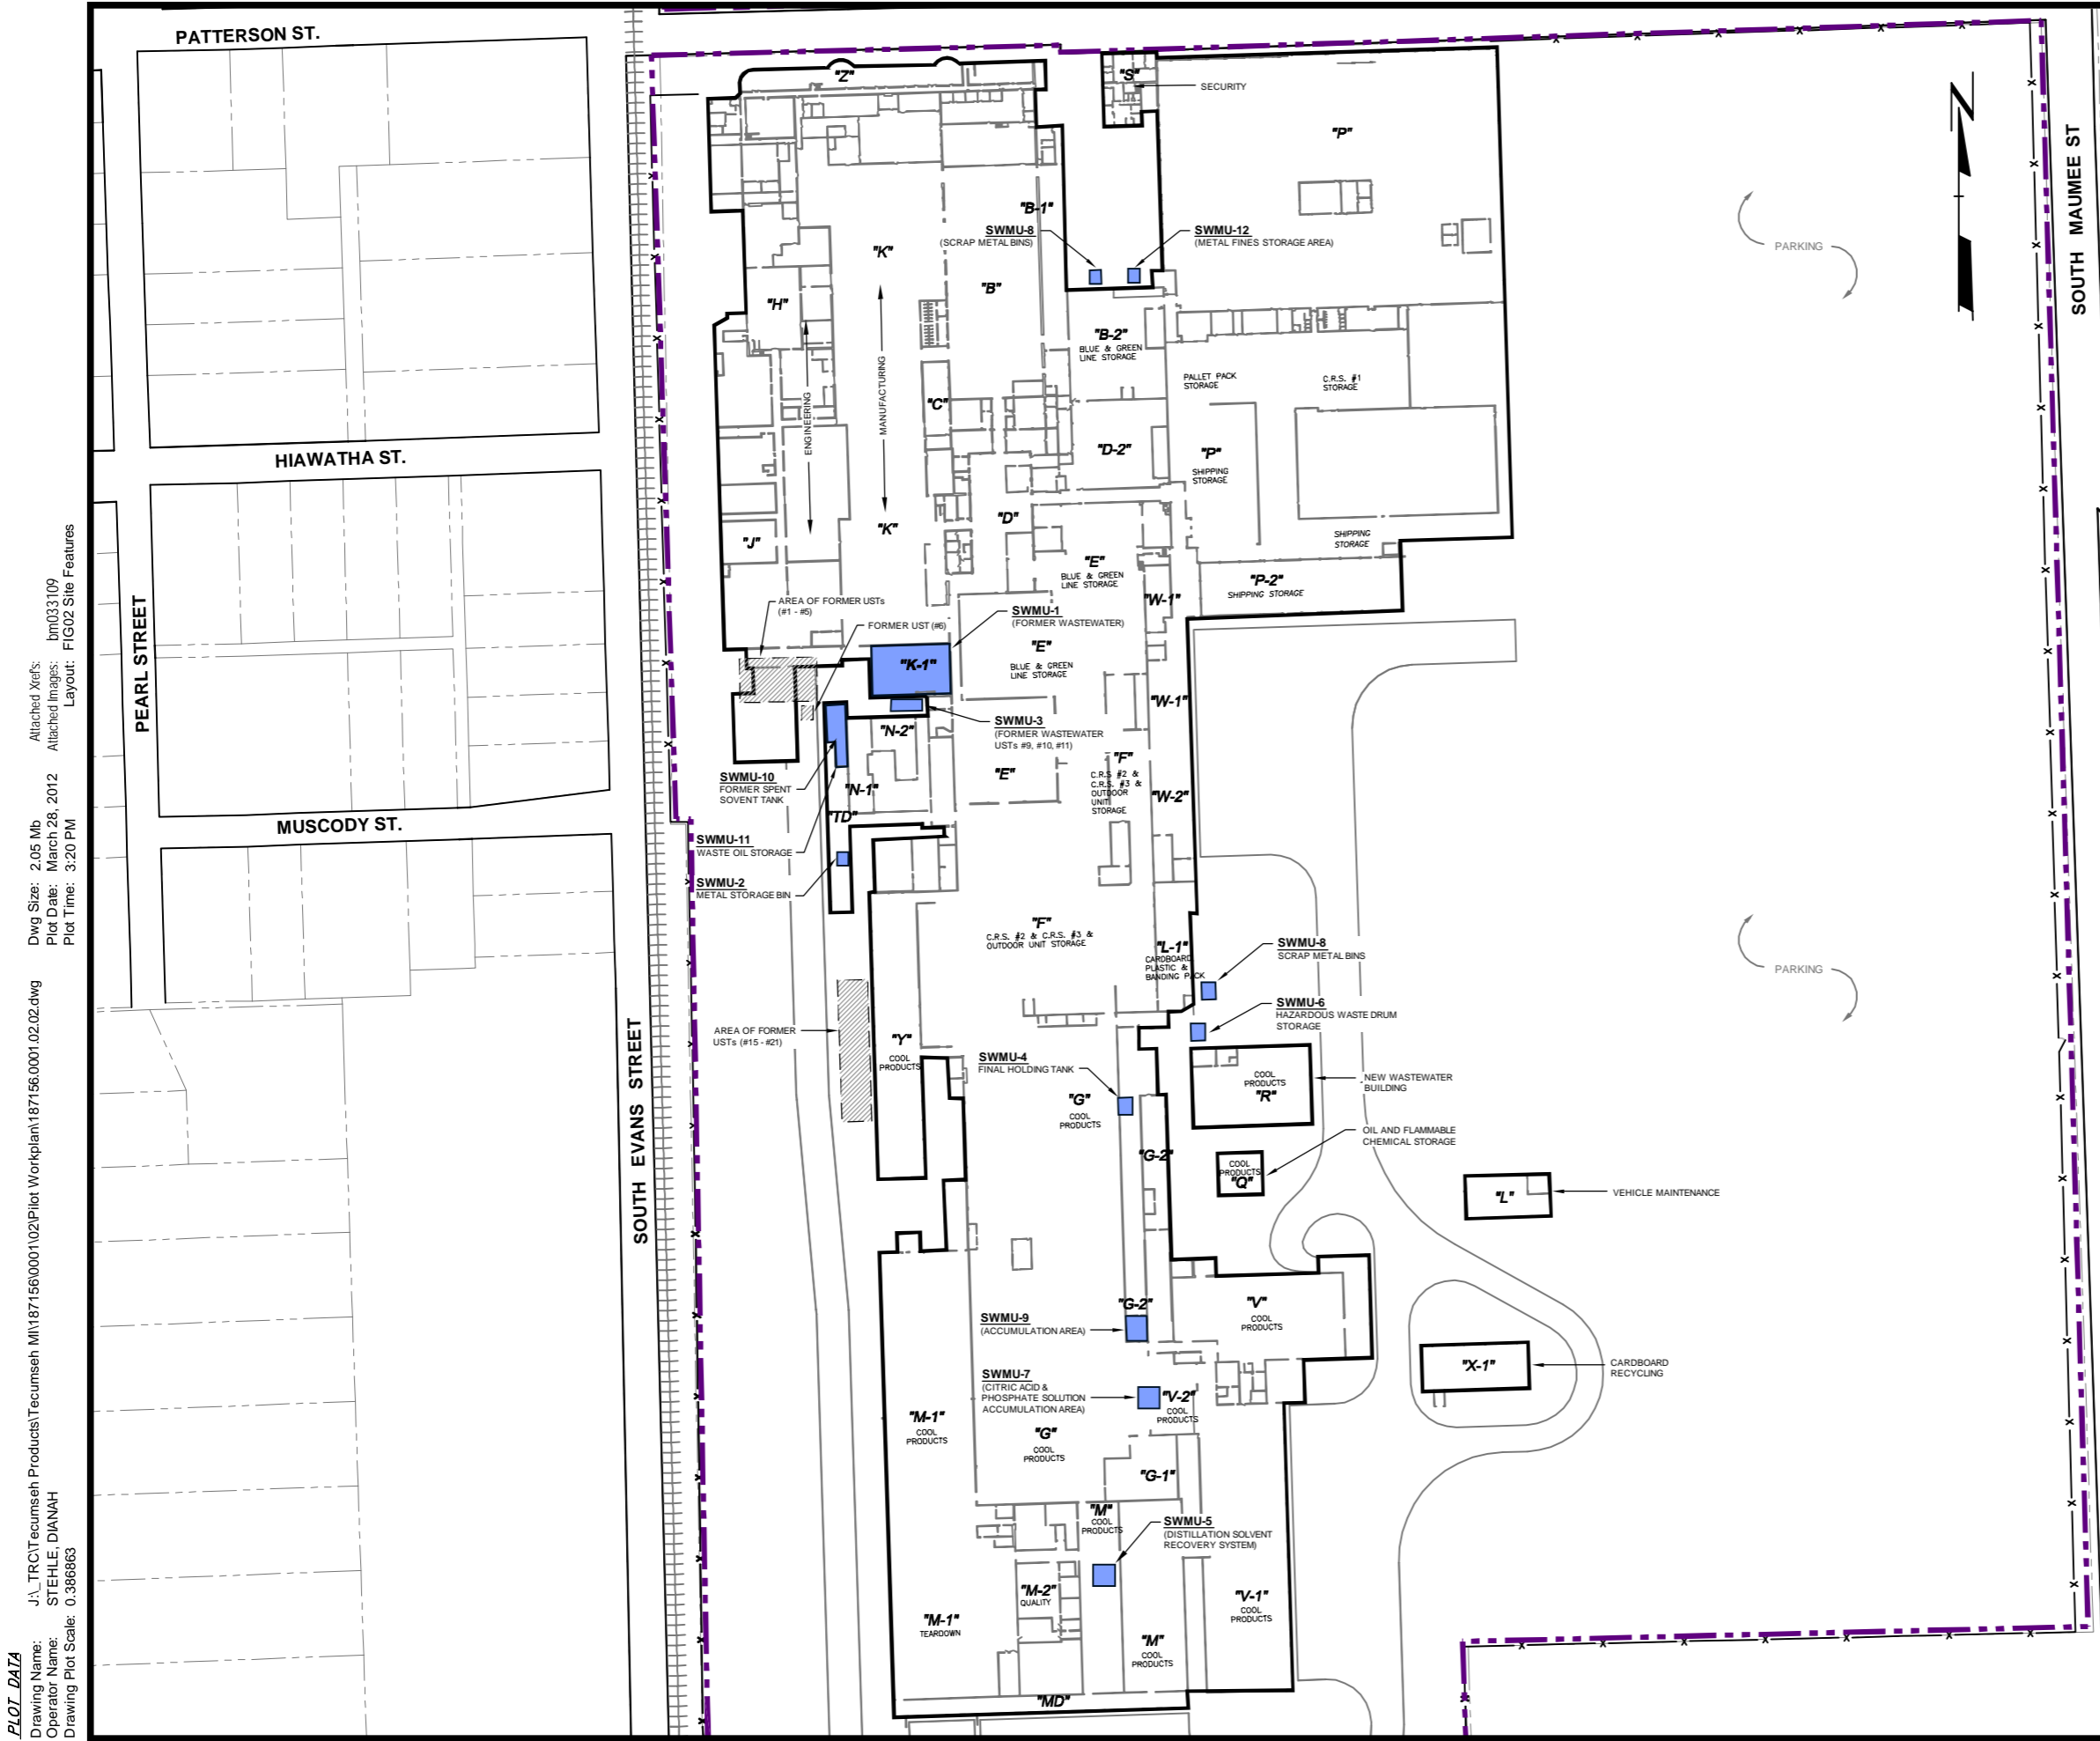 PATTERSON ST.
HIAWATHA ST.
PEARL STREET
MUSCODY ST.
SOUTH EVANS STREET
SOUTH MAUMEE ST
N
"Z"
"S"
SECURITY
"P"
PARKING
"B-1"
SWMU-8
(SCRAP METAL BINS)
SWMU-12
(METAL FINES STORAGE AREA)
"K"
"B"
"H"
"B-2"
BLUE & GREEN
LINE STORAGE
ENGINEERING
MANUFACTURING
"C"
PALLET PACK
STORAGE
C.R.S. #1
STORAGE
"D-2"
"P"
SHIPPING
STORAGE
"K"
"D"
"J"
SHIPPING
STORAGE
"E"
BLUE & GREEN
LINE STORAGE
"P-2"
SHIPPING STORAGE
"W-1"
AREA OF FORMER USTs
(#1 - #5)
FORMER UST (#6)
SWMU-1
(FORMER WASTEWATER)
"K-1"
"E"
BLUE & GREEN
LINE STORAGE
"W-1"
SWMU-3
(FORMER WASTEWATER
USTs #9, #10, #11)
"N-2"
"E"
"F"
C.R.S #2 &
C.R.S. #3 &
OUTDOOR
UNIT
STORAGE
"W-2"
SWMU-10
FORMER SPENT
SOVENT TANK
"N-1"
"TD"
SWMU-11
WASTE OIL STORAGE
SWMU-2
METAL STORAGE BIN
"F"
C.R.S. #2 & C.R.S. #3 &
OUTDOOR UNIT STORAGE
"L-1"
CARDBOARD
PLASTIC &
BANDING PACK
SWMU-8
SCRAP METAL BINS
PARKING
SWMU-6
HAZARDOUS WASTE DRUM
STORAGE
AREA OF FORMER
USTs (#15 - #21)
"Y"
COOL
PRODUCTS
SWMU-4
FINAL HOLDING TANK
"G"
COOL
PRODUCTS
COOL
PRODUCTS
"R"
NEW WASTEWATER
BUILDING
"G-2"
COOL
PRODUCTS
"Q"
OIL AND FLAMMABLE
CHEMICAL STORAGE
"L"
VEHICLE MAINTENANCE
"G-2"
SWMU-9
(ACCUMULATION AREA)
"V"
COOL
PRODUCTS
"X-1"
CARDBOARD
RECYCLING
SWMU-7
(CITRIC ACID &
PHOSPHATE SOLUTION
ACCUMULATION AREA)
"V-2"
COOL
PRODUCTS
"M-1"
COOL
PRODUCTS
"G"
COOL
PRODUCTS
"G-1"
"M"
COOL
PRODUCTS
SWMU-5
(DISTILLATION SOLVENT
RECOVERY SYSTEM)
"M-2"
QUALITY
"V-1"
COOL
PRODUCTS
"M-1"
TEARDOWN
"M"
COOL
PRODUCTS
"MD"
PLOT DATA
Drawing Name: J:\_TRC\Tecumseh Products\Tecumseh MI\187156\0001\02\Pilot Workplan\187156.0001.02.02.dwg
Operator Name: STEHLE, DIANAH
Drawing Plot Scale: 0.386863
Dwg Size: 2.05 Mb
Plot Date: March 28, 2012
Plot Time: 3:20 PM
Attached Xref's:
Attached Images: bm033109
Layout: FIG02 Site Features